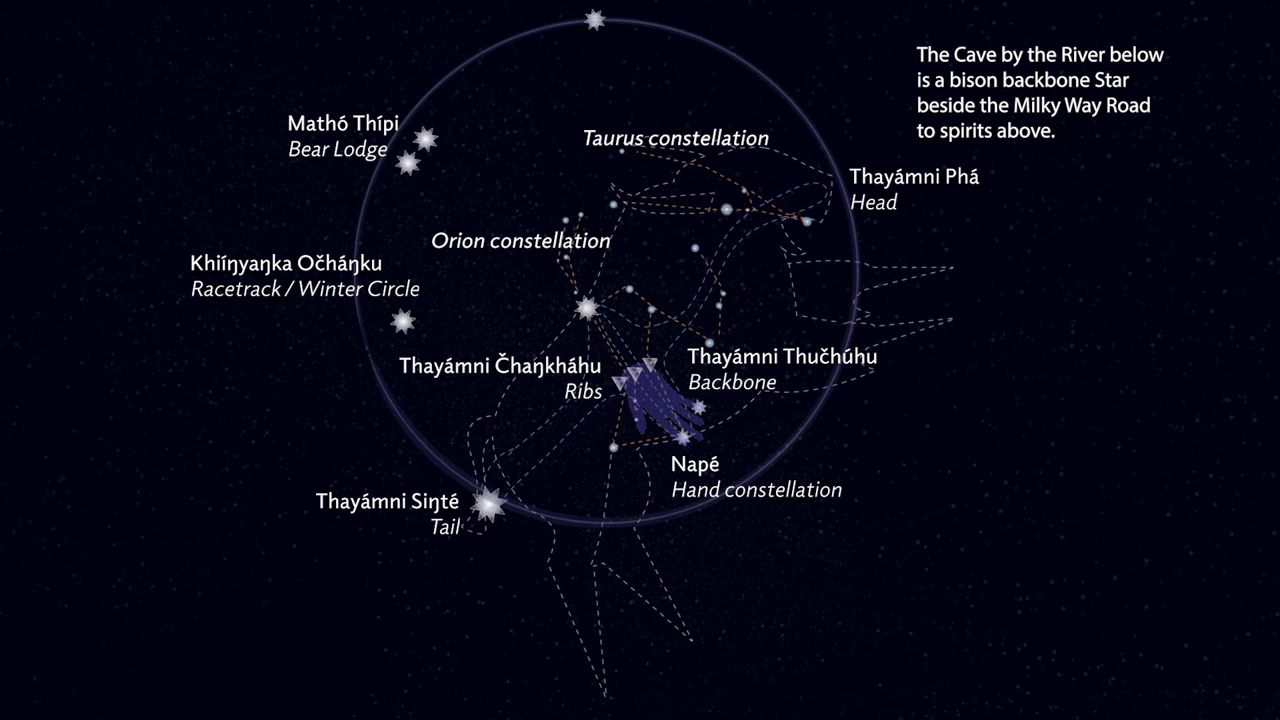 The Cave by the River below
is a bison backbone Star
beside the Milky Way Road
to spirits above.
Mathó Thípi
Bear Lodge
Taurus constellation
Thayámni Phá
Head
Orion constellation
Khiíŋyaŋka Očháŋku
Racetrack / Winter Circle
Thayámni Čhaŋkháhu
Ribs
Thayámni Thučhúhu
Backbone
Napé
Hand constellation
Thayámni Siŋté
Tail